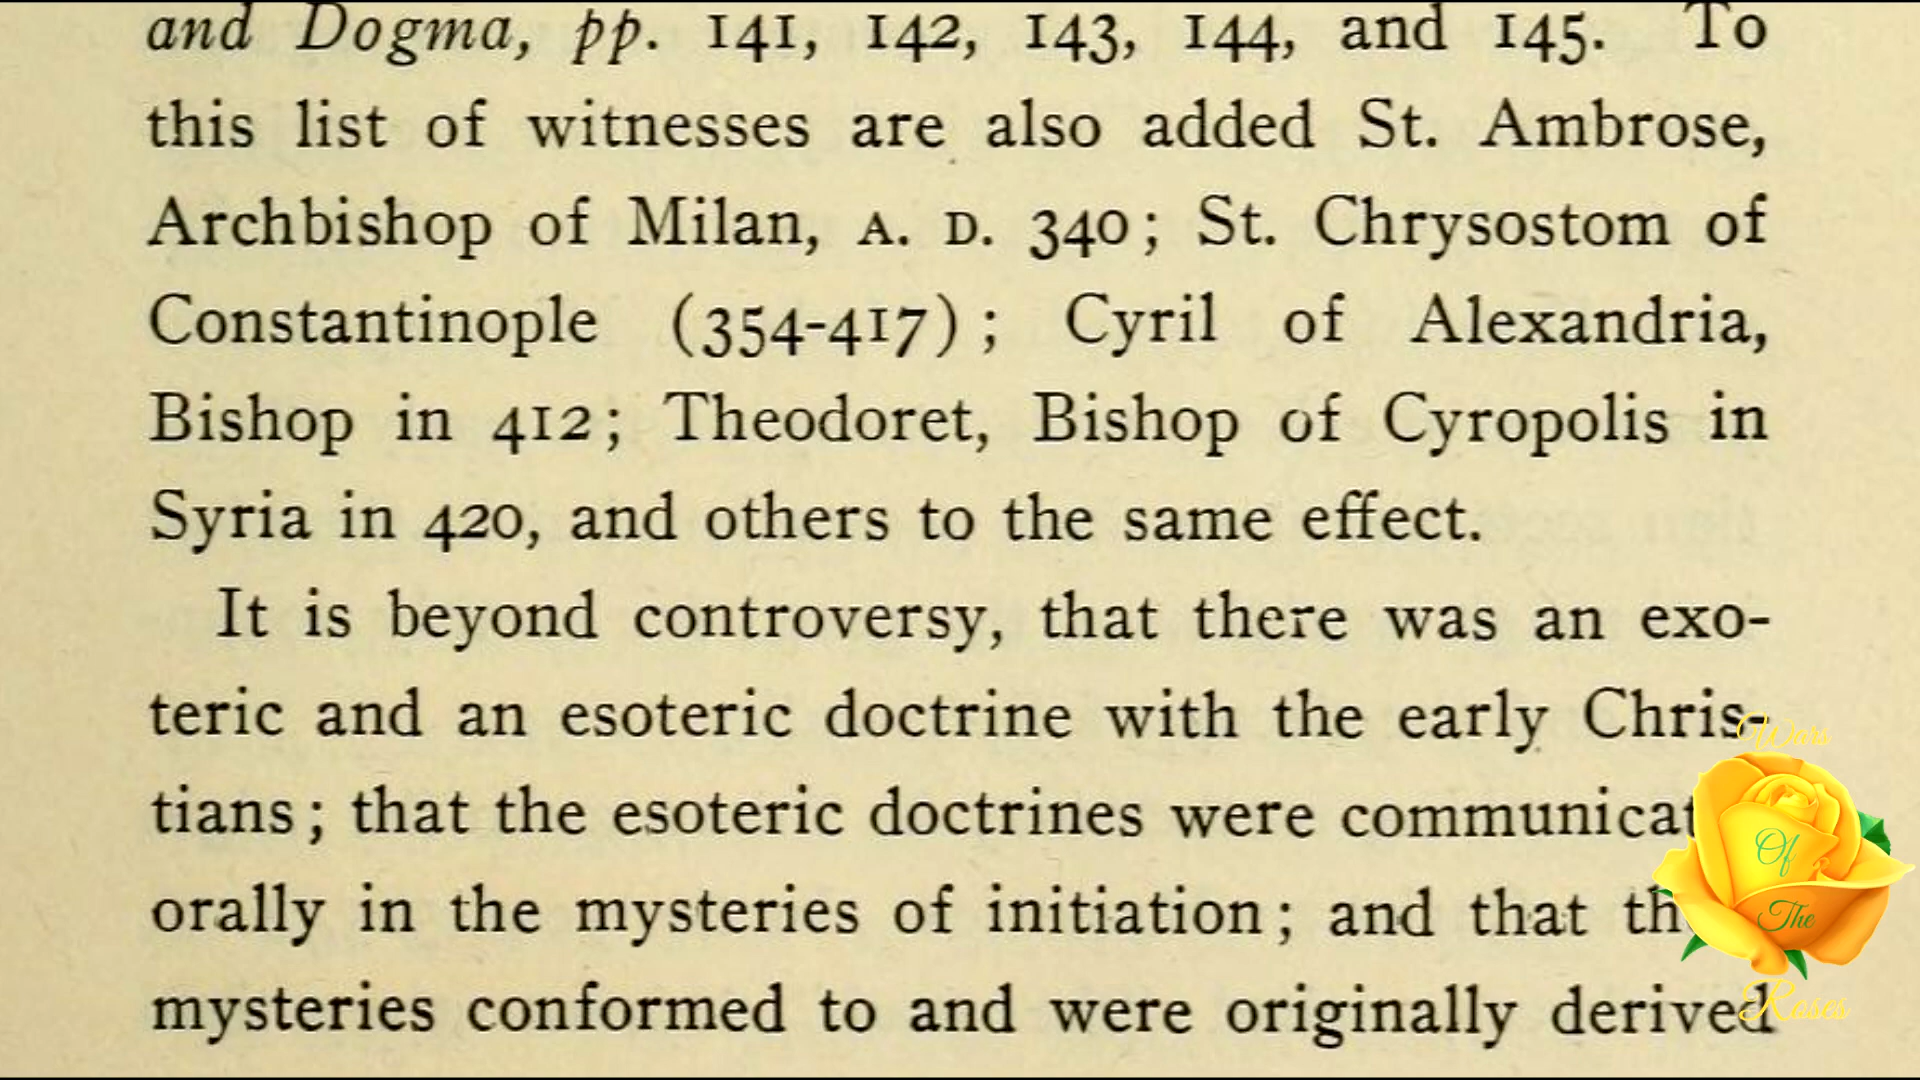 and Dogma, pp. 141, 142, 143, 144, and 145. To
this list of witnesses are also added St. Ambrose,
Archbishop of Milan, A. D. 340; St. Chrysostom of
Constantinople (354-417); Cyril of Alexandria,
Bishop in 412; Theodoret, Bishop of Cyropolis in
Syria in 420, and others to the same effect.
It is beyond controversy, that there was an exo-
teric and an esoteric doctrine with the early Chris-
tians; that the esoteric doctrines were
orally in the mysteries of initiation; and that
mysteries conformed to and were originally derived
Wars
Of
The
Roses